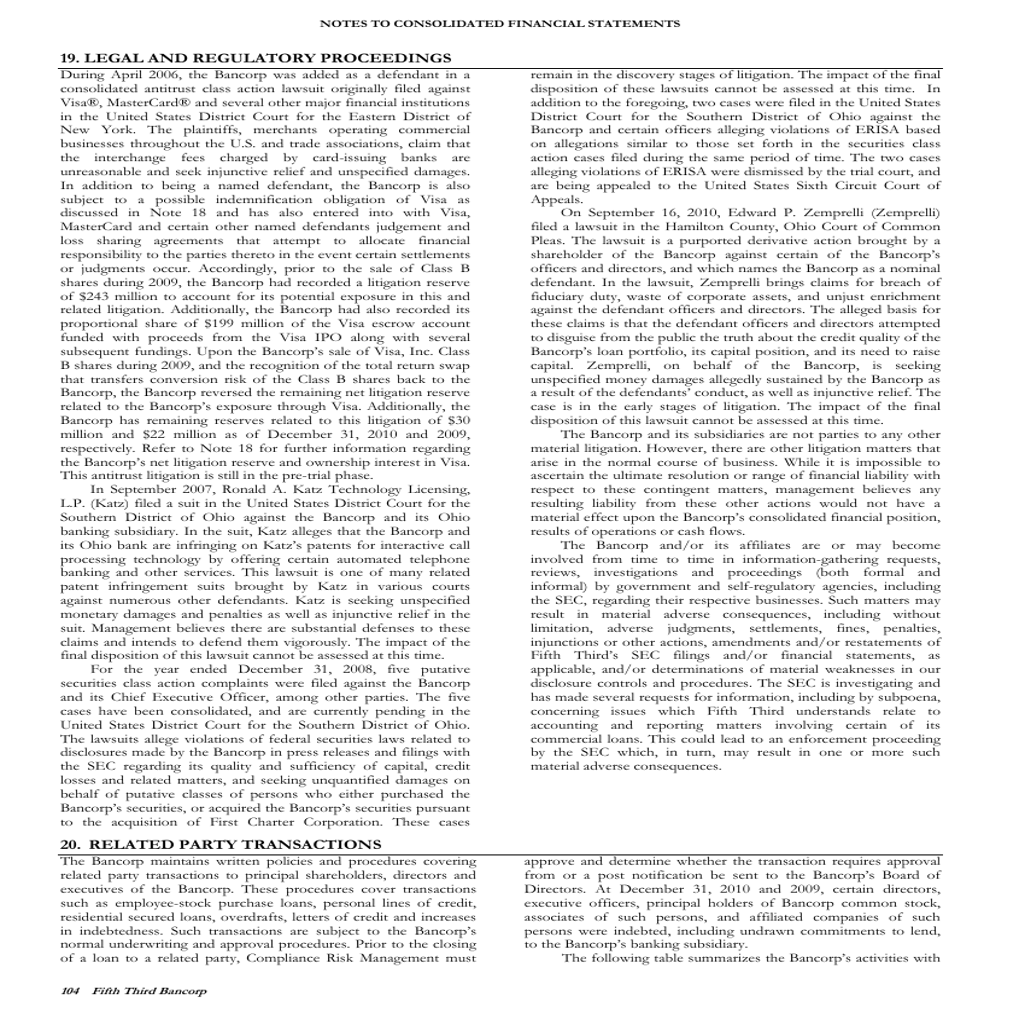 NOTES TO CONSOLIDATED FINANCIAL STATEMENTS
19. LEGAL AND REGULATORY PROCEEDINGS
During April 2006, the Bancorp was added as a defendant in a
consolidated antitrust class action lawsuit originally filed against
Visa®, MasterCard® and several other major financial institutions
in the United States District Court for the Eastern District of
New York. The plaintiffs, merchants operating commercial
businesses throughout the U.S. and trade associations, claim that
the interchange fees charged by card-issuing banks are
unreasonable and seek injunctive relief and unspecified damages.
In addition to being a named defendant, the Bancorp is also
subject to a possible indemnification obligation of Visa as
discussed in Note 18 and has also entered into with Visa,
MasterCard and certain other named defendants judgement and
loss sharing agreements that attempt to allocate financial
responsibility to the parties thereto in the event certain settlements
or judgments occur. Accordingly, prior to the sale of Class B
shares during 2009, the Bancorp had recorded a litigation reserve
of $243 million to account for its potential exposure in this and
related litigation. Additionally, the Bancorp had also recorded its
proportional share of $199 million of the Visa escrow account
funded with proceeds from the Visa IPO along with several
subsequent fundings. Upon the Bancorp's sale of Visa, Inc. Class
B shares during 2009, and the recognition of the total return swap
that transfers conversion risk of the Class B shares back to the
Bancorp, the Bancorp reversed the remaining net litigation reserve
related to the Bancorp's exposure through Visa. Additionally, the
Bancorp has remaining reserves related to this litigation of $30
million and $22 million as of December 31, 2010 and 2009,
respectively. Refer to Note 18 for further information regarding
the Bancorp's net litigation reserve and ownership interest in Visa.
This antitrust litigation is still in the pre-trial phase.
In September 2007, Ronald A. Katz Technology Licensing,
L.P. (Katz) filed a suit in the United States District Court for the
Southern District of Ohio against the Bancorp and its Ohio
banking subsidiary. In the suit, Katz alleges that the Bancorp and
its Ohio bank are infringing on Katz's patents for interactive call
processing technology by offering certain automated telephone
banking and other services. This lawsuit is one of many related
patent infringement suits brought by Katz in various courts
against numerous other defendants. Katz is seeking unspecified
monetary damages and penalties as well as injunctive relief in the
suit. Management believes there are substantial defenses to these
claims and intends to defend them vigorously. The impact of the
final disposition of this lawsuit cannot be assessed at this time.
For the year ended December 31, 2008, five putative
securities class action complaints were filed against the Bancorp
and its Chief Executive Officer, among other parties. The five
cases have been consolidated, and are currently pending in the
United States District Court for the Southern District of Ohio.
The lawsuits allege violations of federal securities laws related to
disclosures made by the Bancorp in press releases and filings with
the SEC regarding its quality and sufficiency of capital, credit
losses and related matters, and seeking unquantified damages on
behalf of putative classes of persons who either purchased the
Bancorp's securities, or acquired the Bancorp's securities pursuant
to the acquisition of First Charter Corporation. These cases
remain in the discovery stages of litigation. The impact of the final
disposition of these lawsuits cannot be assessed at this time. In
addition to the foregoing, two cases were filed in the United States
District Court for the Southern District of Ohio against the
Bancorp and certain officers alleging violations of ERISA based
on allegations similar to those set forth in the securities class
action cases filed during the same period of time. The two cases
alleging violations of ERISA were dismissed by the trial court, and
are being appealed to the United States Sixth Circuit Court of
Appeals.
On September 16, 2010, Edward P. Zemprelli (Zemprelli)
filed a lawsuit in the Hamilton County, Ohio Court of Common
Pleas. The lawsuit is a purported derivative action brought by a
shareholder of the Bancorp against certain of the Bancorp's
officers and directors, and which names the Bancorp as a nominal
defendant. In the lawsuit, Zemprelli brings claims for breach of
fiduciary duty, waste of corporate assets, and unjust enrichment
against the defendant officers and directors. The alleged basis for
these claims is that the defendant officers and directors attempted
to disguise from the public the truth about the credit quality of the
Bancorp's loan portfolio, its capital position, and its need to raise
capital. Zemprelli, on behalf of the Bancorp, is seeking
unspecified money damages allegedly sustained by the Bancorp as
a result of the defendants' conduct, as well as injunctive relief. The
case is in the early stages of litigation. The impact of the final
disposition of this lawsuit cannot be assessed at this time.
The Bancorp and its subsidiaries are not parties to any other
material litigation. However, there are other litigation matters that
arise in the normal course of business. While it is impossible to
ascertain the ultimate resolution or range of financial liability with
respect to these contingent matters, management believes any
resulting liability from these other actions would not have a
material effect upon the Bancorp's consolidated financial position,
results of operations or cash flows.
The Bancorp and/or its affiliates are or may become
involved from time to time in information-gathering requests,
reviews, investigations and proceedings (both formal and
informal) by government and self-regulatory agencies, including
the SEC, regarding their respective businesses. Such matters may
result in material adverse consequences, including without
limitation, adverse judgments, settlements, fines, penalties,
injunctions or other actions, amendments and/or restatements of
Fifth Third's SEC filings and/or financial statements, as
applicable, and/or determinations of material weaknesses in our
disclosure controls and procedures. The SEC is investigating and
has made several requests for information, including by subpoena,
concerning issues which Fifth Third understands relate to
accounting and reporting matters involving certain of its
commercial loans. This could lead to an enforcement proceeding
by the SEC which, in turn, may result in one or more such
material adverse consequences.
20. RELATED PARTY TRANSACTIONS
The Bancorp maintains written policies and procedures covering
related party transactions to principal shareholders, directors and
executives of the Bancorp. These procedures cover transactions
such as employee-stock purchase loans, personal lines of credit,
residential secured loans, overdrafts, letters of credit and increases
in indebtedness. Such transactions are subject to the Bancorp's
normal underwriting and approval procedures. Prior to the closing
of a loan to a related party, Compliance Risk Management must
approve and determine whether the transaction requires approval
from or a post notification be sent to the Bancorp's Board of
Directors. At December 31, 2010 and 2009, certain directors,
executive officers, principal holders of Bancorp common stock,
associates of such persons, and affiliated companies of such
persons were indebted, including undrawn commitments to lend,
to the Bancorp's banking subsidiary.
The following table summarizes the Bancorp's activities with
104 Fifth Third Bancorp